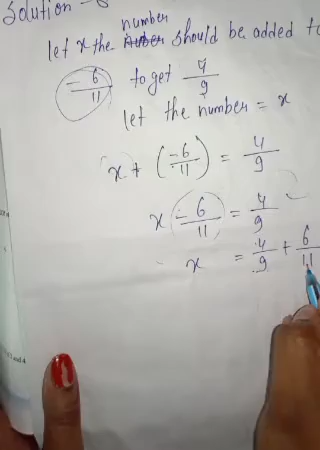 Solution -
number
let x the number should be added to
-6/11 to get 4/9
let the number = x
x + (-6/11) = 4/9
x - 6/11 = 4/9
x = 4/9 + 6/11